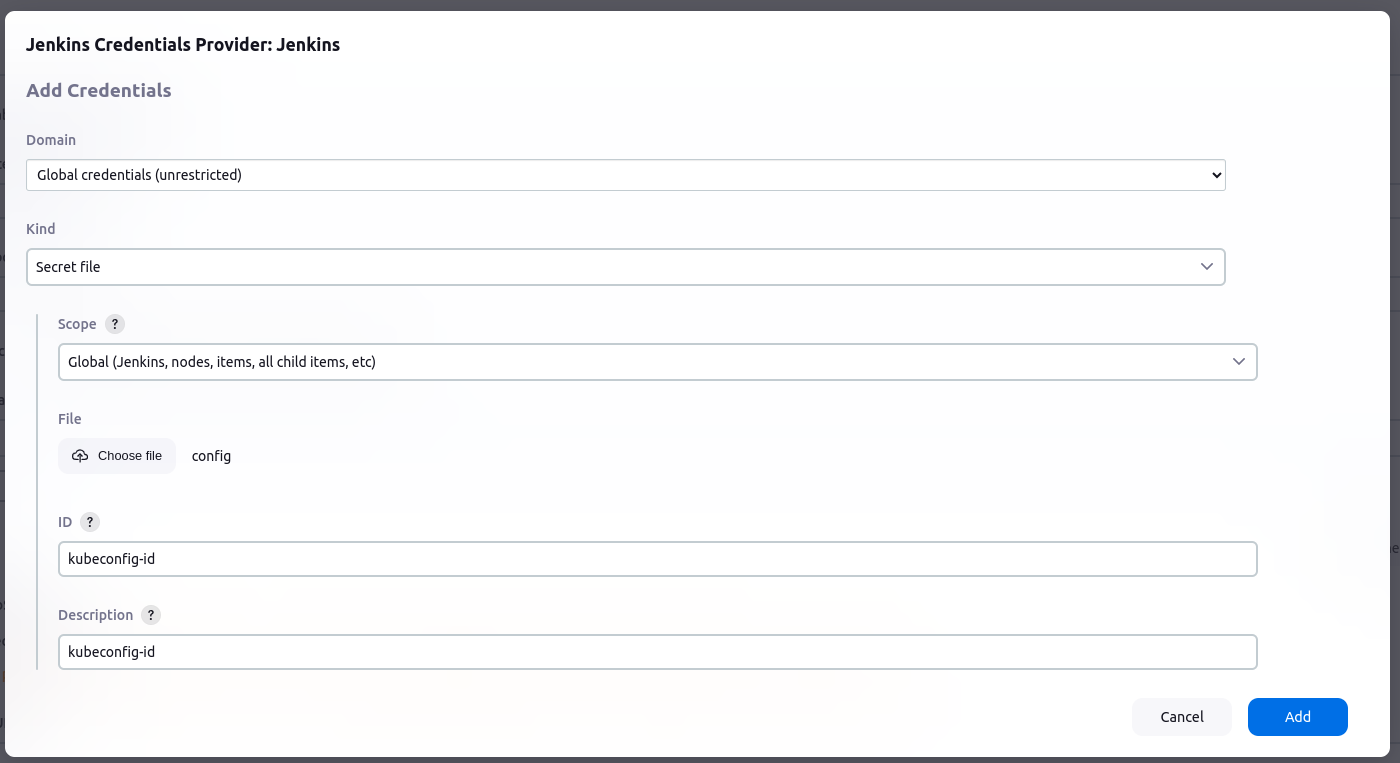 Jenkins Credentials Provider: Jenkins
Add Credentials
Domain
Global credentials (unrestricted)
Kind
Secret file
Scope ?
Global (Jenkins, nodes, items, all child items, etc)
File
Choose file config
ID ?
kubeconfig-id
Description ?
kubeconfig-id
Cancel Add